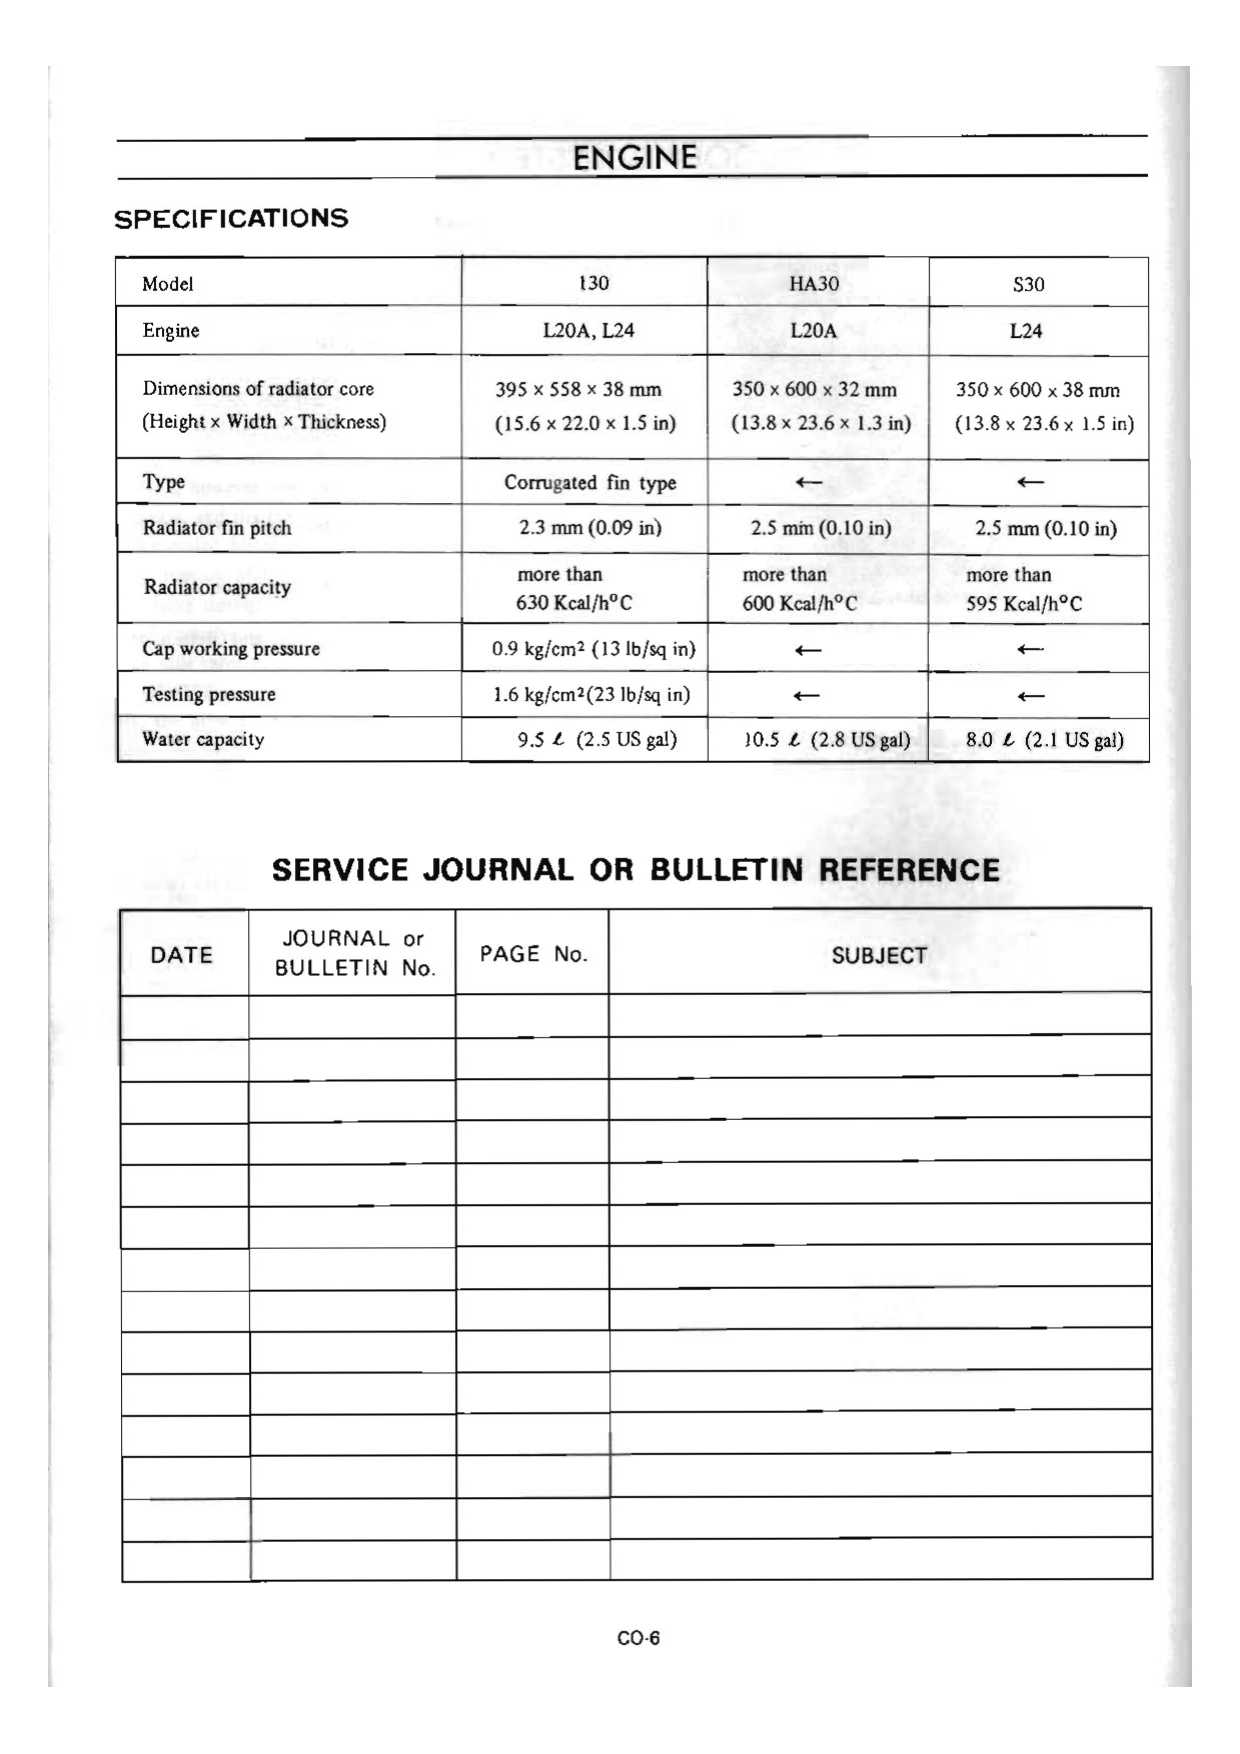 ENGINE
SPECIFICATIONS
Model 130 HA30 S30
Engine L20A, L24 L20A L24
Dimensions of radiator core 395 x 558 x 38 mm 350 x 600 x 32 mm 350 x 600 x 38 mm
(Height x Width x Thickness) (15.6 x 22.0 x 1.5 in) (13.8 x 23.6 x 1.3 in) (13.8 x 23.6 x 1.5 in)
Type Corrugated fin type ← ←
Radiator fin pitch 2.3 mm (0.09 in) 2.5 mm (0.10 in) 2.5 mm (0.10 in)
Radiator capacity more than more than more than
630 Kcal/h°C 600 Kcal/h°C 595 Kcal/h°C
Cap working pressure 0.9 kg/cm² (13 lb/sq in) ← ←
Testing pressure 1.6 kg/cm²(23 lb/sq in) ← ←
Water capacity 9.5 ℓ (2.5 US gal) 10.5 ℓ (2.8 US gal) 8.0 ℓ (2.1 US gal)
SERVICE JOURNAL OR BULLETIN REFERENCE
DATE JOURNAL or PAGE No. SUBJECT
BULLETIN No.
CO-6